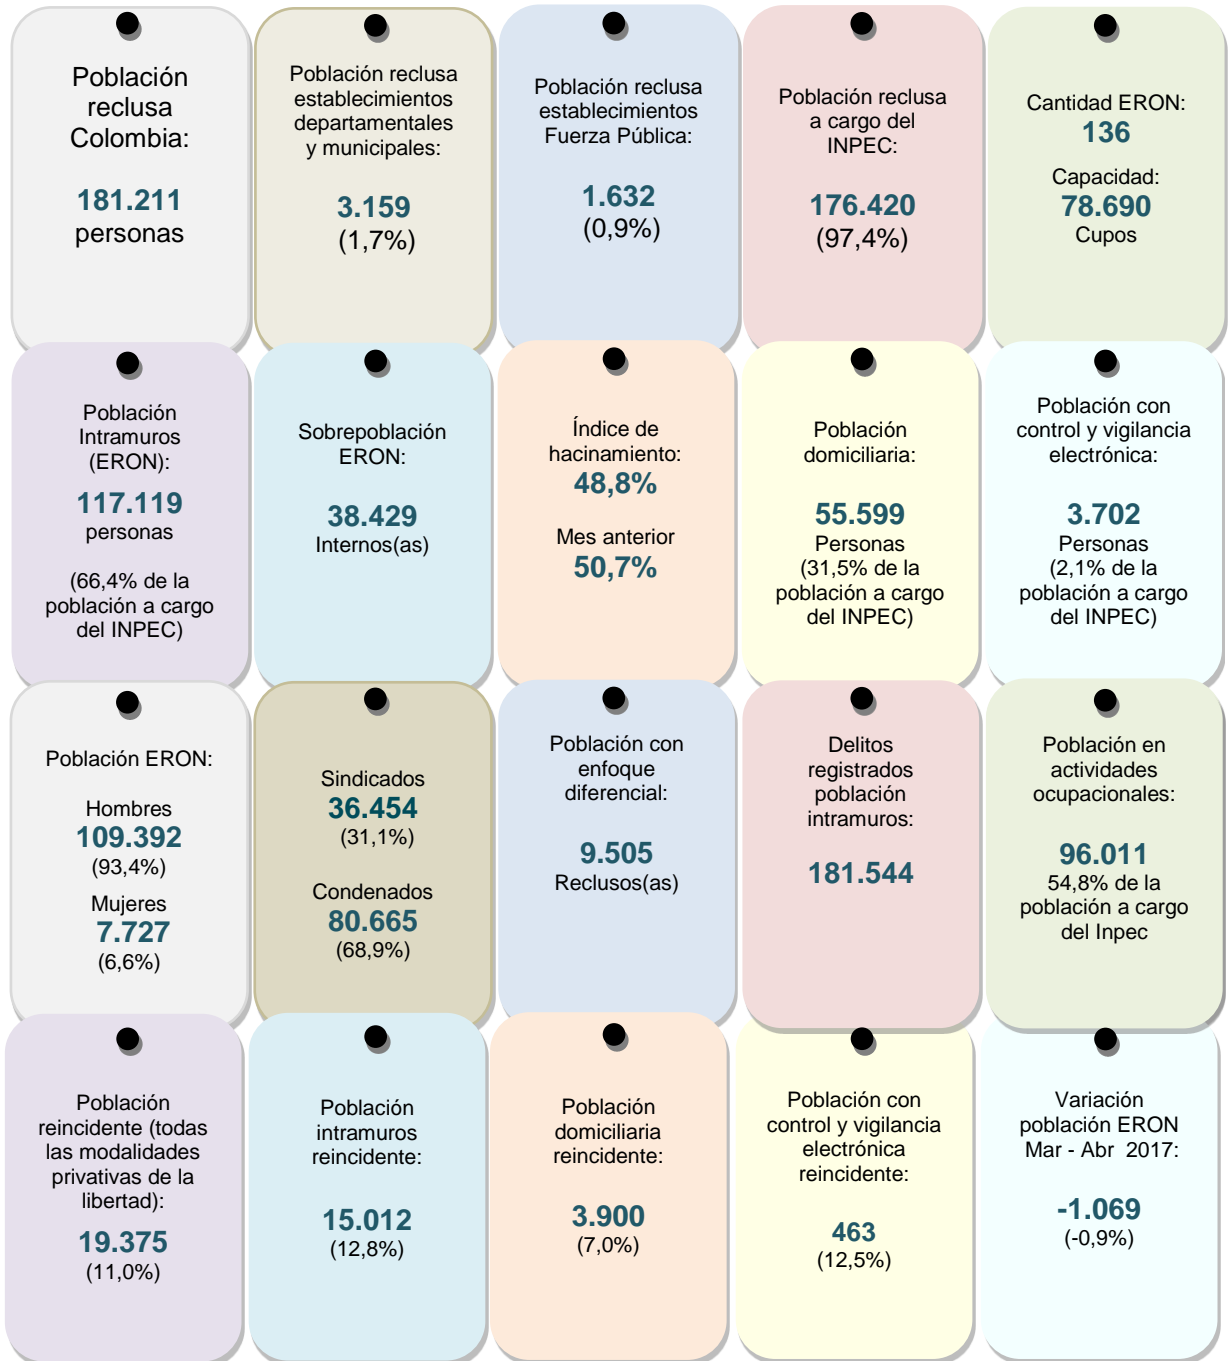 Población
reclusa
Colombia:
181.211
personas
Población reclusa
establecimientos
departamentales
y municipales:
3.159
(1,7%)
Población reclusa
establecimientos
Fuerza Pública:
1.632
(0,9%)
Población reclusa
a cargo del
INPEC:
176.420
(97,4%)
Cantidad ERON:
136
Capacidad:
78.690
Cupos
Población
Intramuros
(ERON):
117.119
personas
(66,4% de la
población a cargo
del INPEC)
Sobrepoblación
ERON:
38.429
Internos(as)
Índice de
hacinamiento:
48,8%
Mes anterior
50,7%
Población
domiciliaria:
55.599
Personas
(31,5% de la
población a cargo
del INPEC)
Población con
control y vigilancia
electrónica:
3.702
Personas
(2,1% de la
población a cargo
del INPEC)
Población ERON:
Hombres
109.392
(93,4%)
Mujeres
7.727
(6,6%)
Sindicados
36.454
(31,1%)
Condenados
80.665
(68,9%)
Población con
enfoque
diferencial:
9.505
Reclusos(as)
Delitos
registrados
población
intramuros:
181.544
Población en
actividades
ocupacionales:
96.011
54,8% de la
población a cargo
del Inpec
Población
reincidente (todas
las modalidades
privativas de la
libertad):
19.375
(11,0%)
Población
intramuros
reincidente:
15.012
(12,8%)
Población
domiciliaria
reincidente:
3.900
(7,0%)
Población con
control y vigilancia
electrónica
reincidente:
463
(12,5%)
Variación
población ERON
Mar - Abr 2017:
-1.069
(-0,9%)